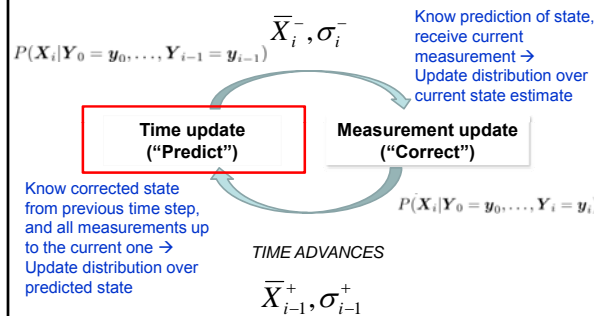 X̄ᵢ⁻, σᵢ⁻
P(Xᵢ|Y₀ = y₀, . . . , Yᵢ₋₁ = yᵢ₋₁)
Know prediction of state,
receive current
measurement →
Update distribution over
current state estimate
Time update
(“Predict”)
Measurement update
(“Correct”)
Know corrected state
from previous time step,
and all measurements up
to the current one →
Update distribution over
predicted state
P(Xᵢ|Y₀ = y₀, . . . , Yᵢ = yᵢ
TIME ADVANCES
X̄ᵢ₋₁⁺, σᵢ₋₁⁺